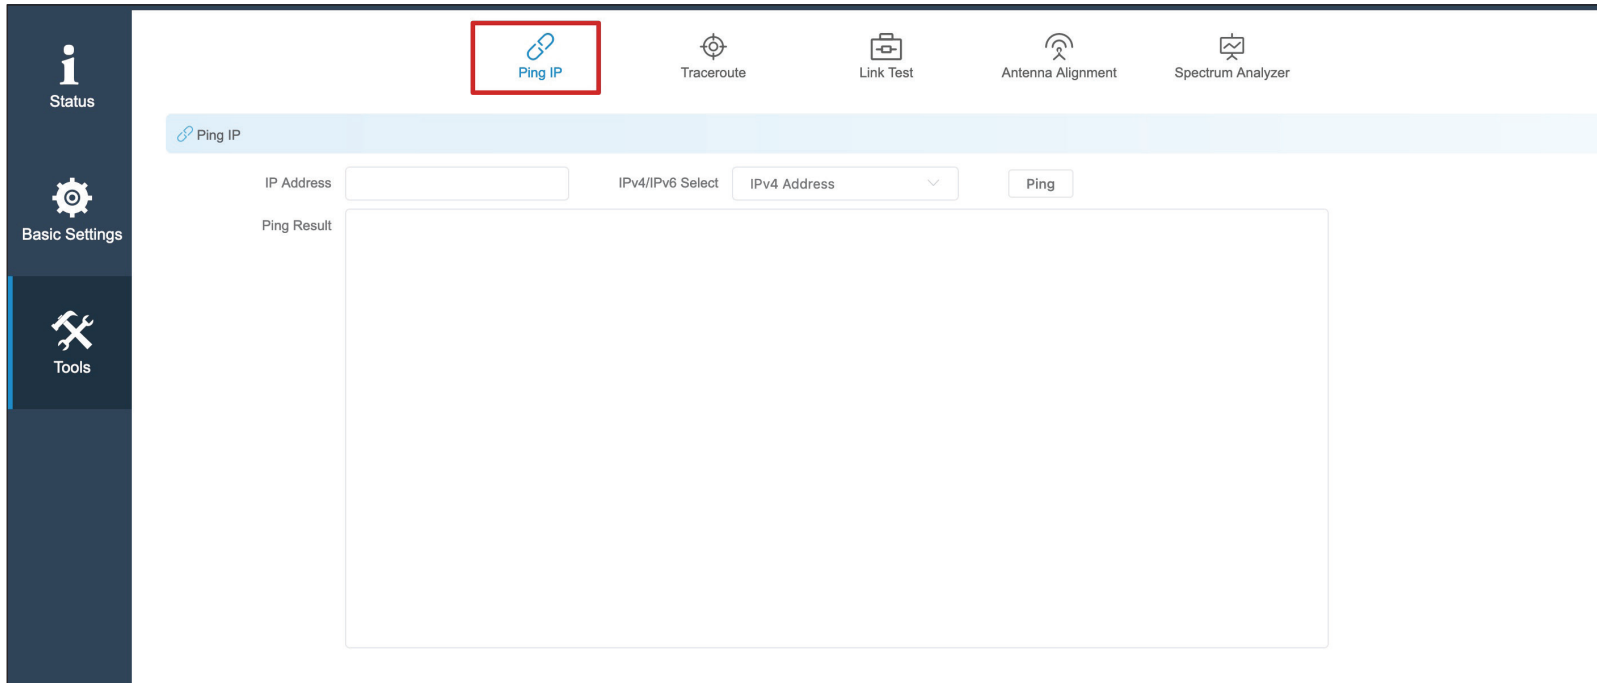 Status
Basic Settings
Tools
Ping IP
Traceroute
Link Test
Antenna Alignment
Spectrum Analyzer
Ping IP
IP Address
IPv4/IPv6 Select
IPv4 Address
Ping
Ping Result